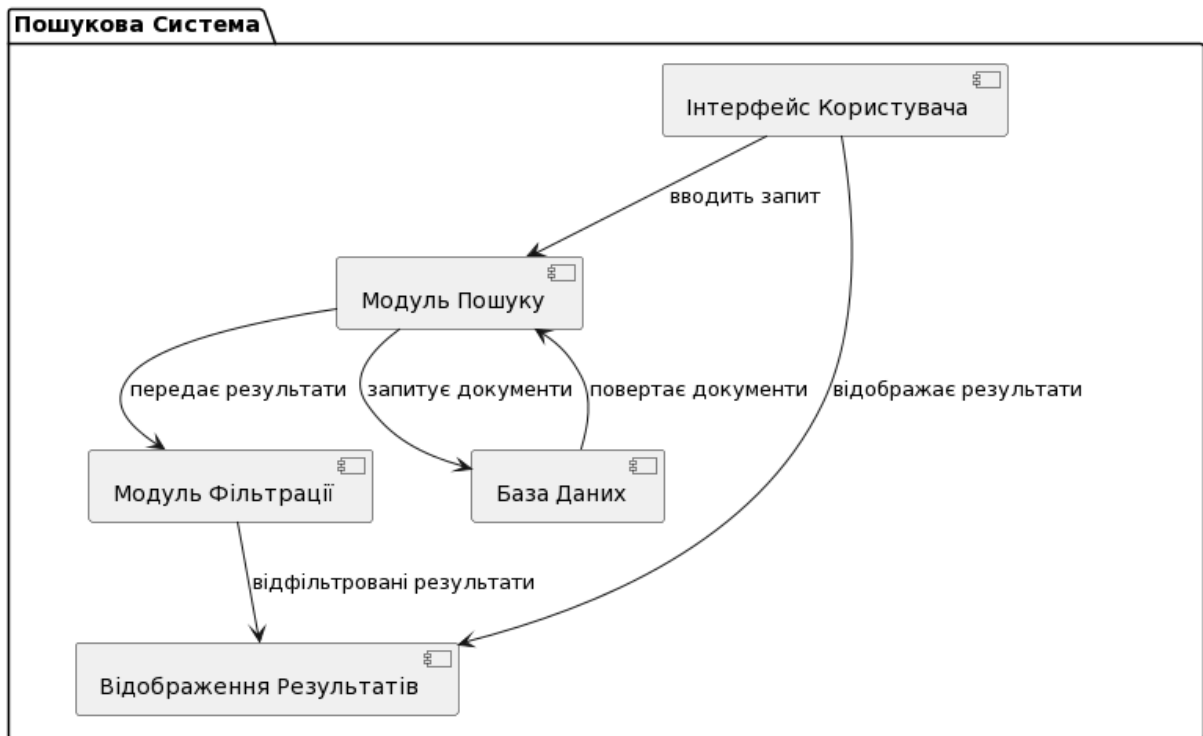 Пошукова Система
Інтерфейс Користувача
вводить запит
Модуль Пошуку
передає результати
запитує документи
повертає документи
відображає результати
Модуль Фільтрації
База Даних
відфільтровані результати
Відображення Результатів